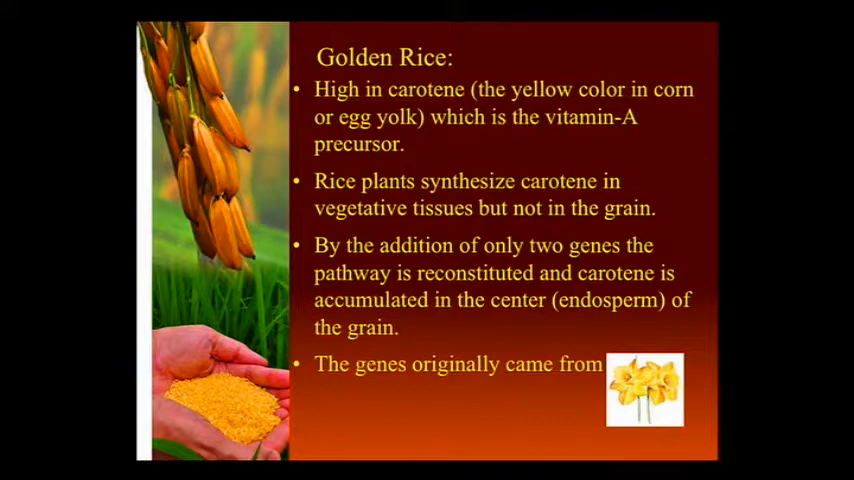 Golden Rice:
• High in carotene (the yellow color in corn
or egg yolk) which is the vitamin-A
precursor.
• Rice plants synthesize carotene in
vegetative tissues but not in the grain.
• By the addition of only two genes the
pathway is reconstituted and carotene is
accumulated in the center (endosperm) of
the grain.
• The genes originally came from